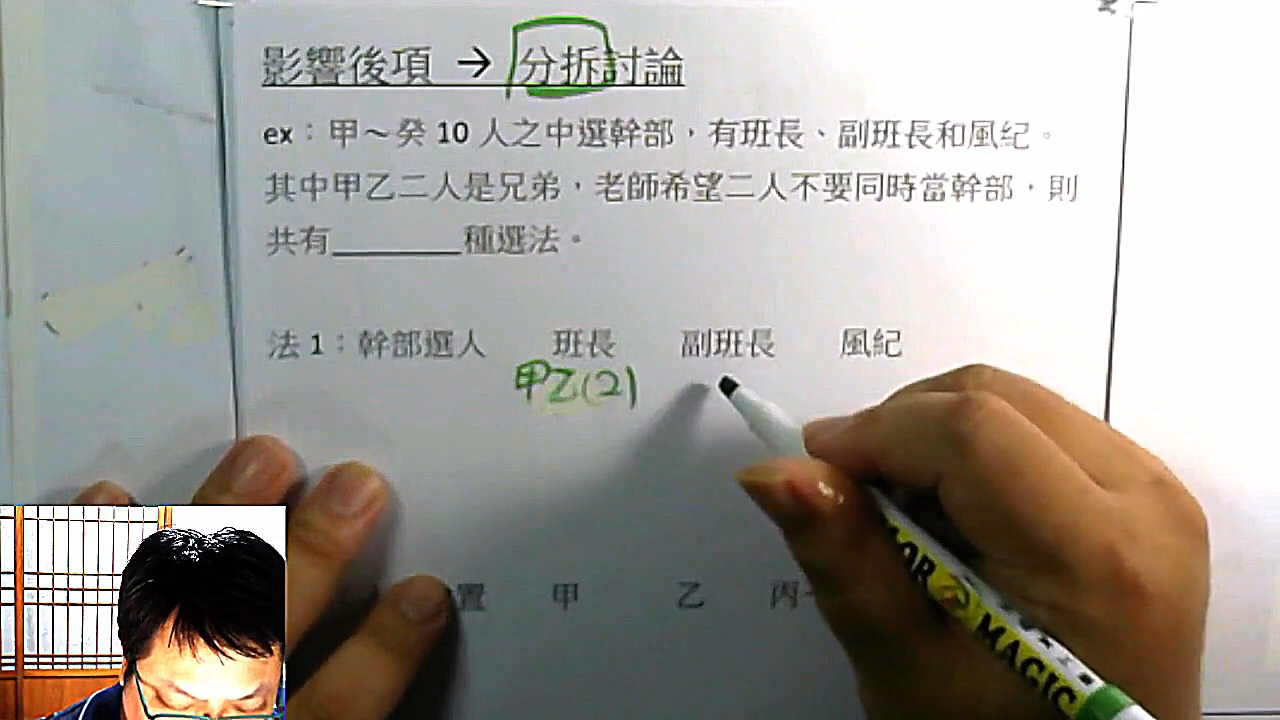 影響後項 → 分拆討論
ex：甲～癸 10 人之中選幹部，有班長、副班長和風紀。
其中甲乙二人是兄弟，老師希望二人不要同時當幹部，則
共有________種選法。
法 1：幹部選人 班長 副班長 風紀
甲乙(2)
置 甲 乙 丙
MAGIC